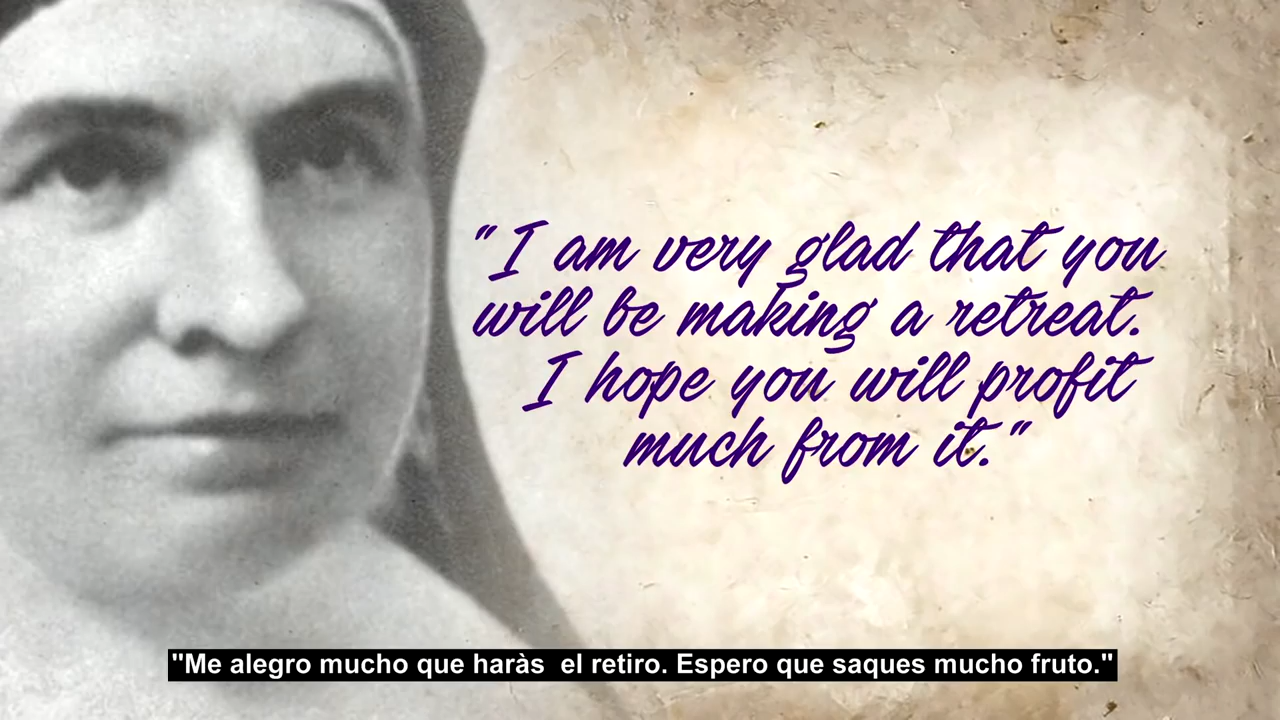 "I am very glad that you
will be making a retreat.
I hope you will profit
much from it."
"Me alegro mucho que haràs  el retiro. Espero que saques mucho fruto."